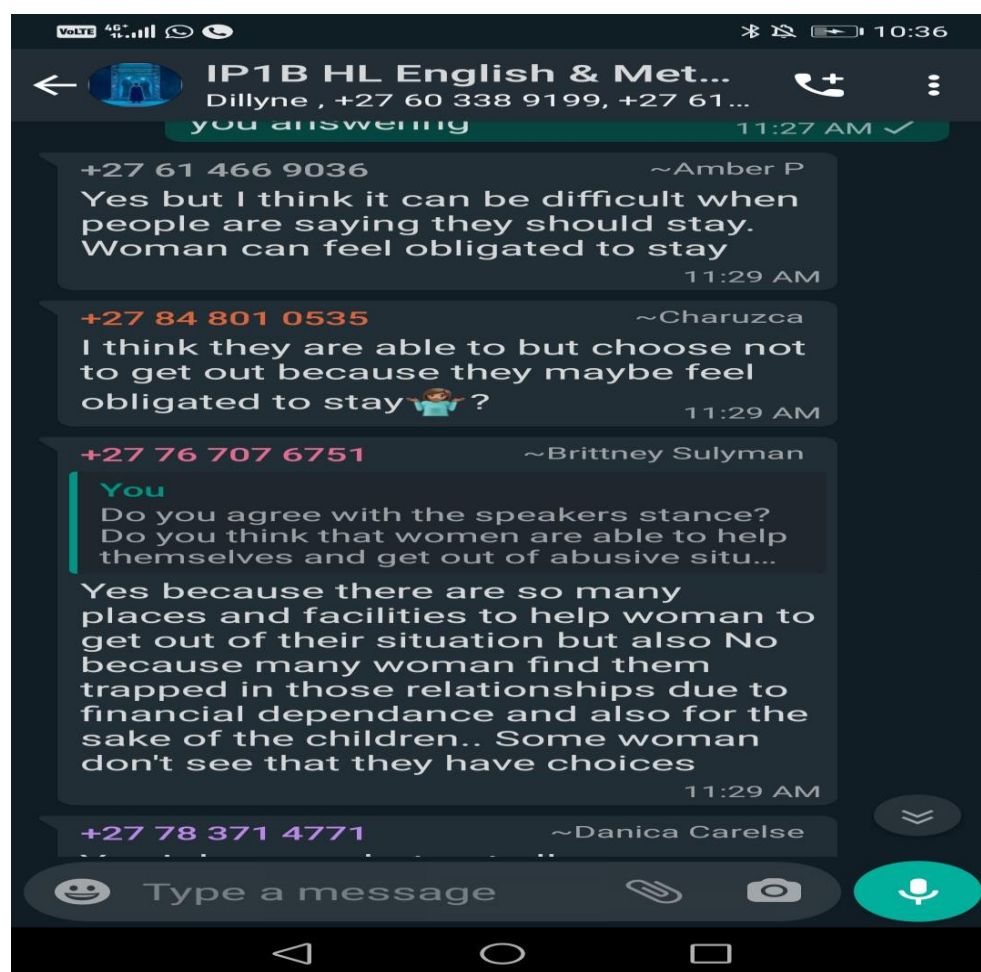 VoLTE 4G+ 10:36
IP1B HL English & Met...
Dillyne , +27 60 338 9199, +27 61...
you answering
11:27 AM
+27 61 466 9036 ~Amber P
Yes but I think it can be difficult when
people are saying they should stay.
Woman can feel obligated to stay
11:29 AM
+27 84 801 0535 ~Charuzca
I think they are able to but choose not
to get out because they maybe feel
obligated to stay🤷🏽‍♀️?
11:29 AM
+27 76 707 6751 ~Brittney Sulyman
You
Do you agree with the speakers stance?
Do you think that women are able to help
themselves and get out of abusive situ...
Yes because there are so many
places and facilities to help woman to
get out of their situation but also No
because many woman find them
trapped in those relationships due to
financial dependance and also for the
sake of the children.. Some woman
don't see that they have choices
11:29 AM
+27 78 371 4771 ~Danica Carelse
Type a message